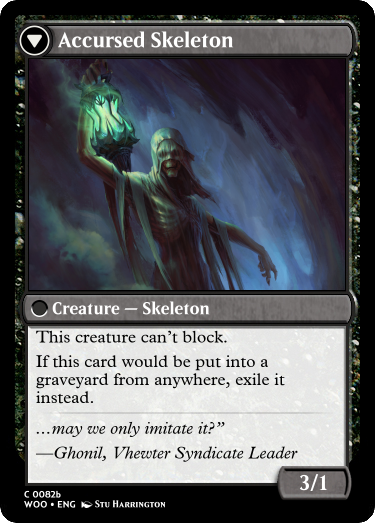 Accursed Skeleton
Creature — Skeleton
This creature can't block.
If this card would be put into a
graveyard from anywhere, exile it
instead.
…may we only imitate it?"
—Ghonil, Vhewter Syndicate Leader
3/1
C 0082b
WOO • ENG Stu Harrington